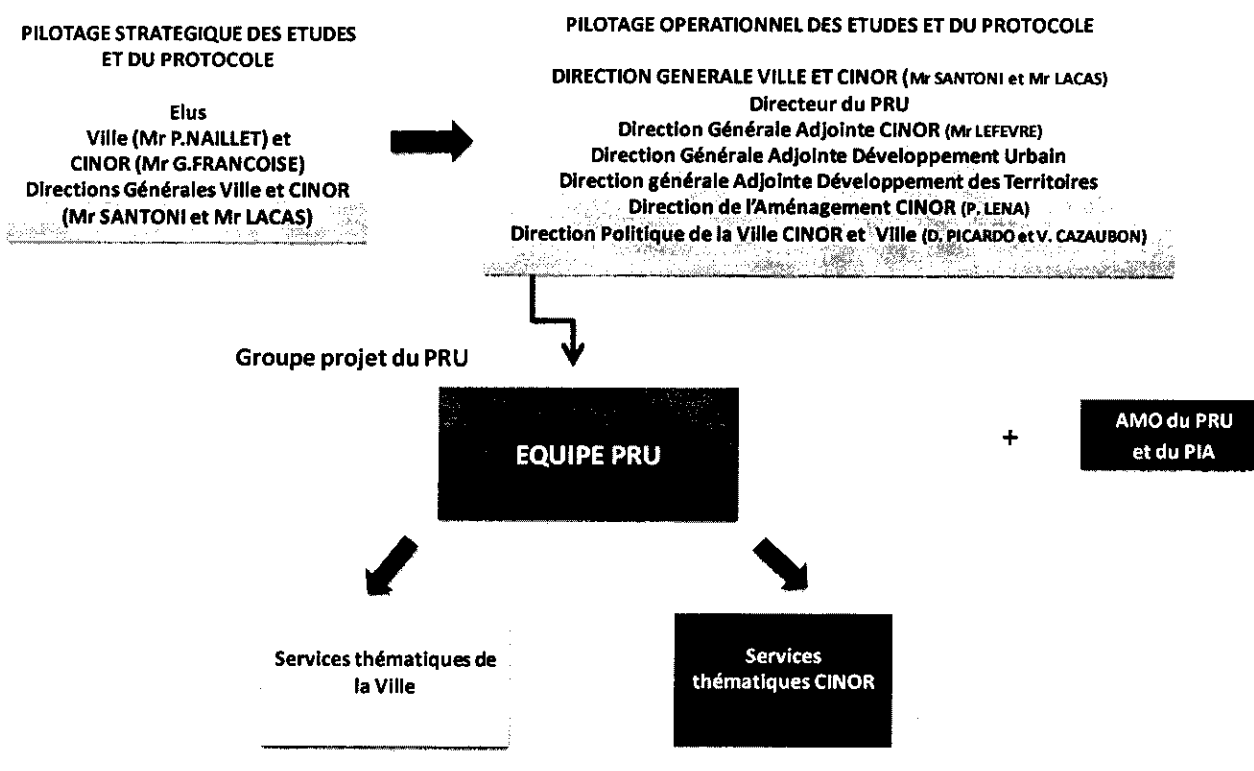 PILOTAGE STRATEGIQUE DES ETUDES
ET DU PROTOCOLE
Elus
Ville (Mr P.NAILLET) et
CINOR (Mr G.FRANCOISE)
Directions Générales Ville et CINOR
(Mr SANTONI et Mr LACAS)
PILOTAGE OPERATIONNEL DES ETUDES ET DU PROTOCOLE
DIRECTION GENERALE VILLE ET CINOR (Mr SANTONI et Mr LACAS)
Directeur du PRU
Direction Générale Adjointe CINOR (Mr LEFEVRE)
Direction Générale Adjointe Développement Urbain
Direction générale Adjointe Développement des Territoires
Direction de l'Aménagement CINOR (P. LENA)
Direction Politique de la Ville CINOR et Ville (D. PICARDO et V. CAZAUBON)
Groupe projet du PRU
EQUIPE PRU
+
AMO du PRU
et du PIA
Services thématiques de
la Ville
Services
thématiques CINOR